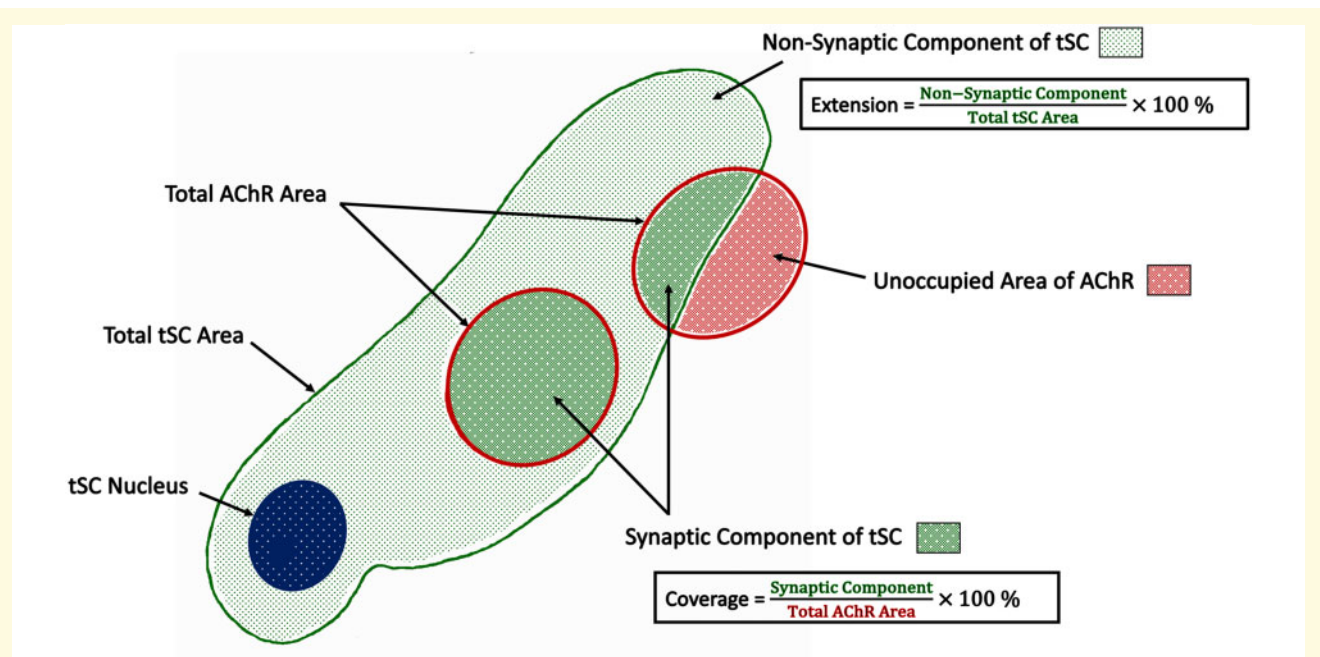 Non-Synaptic Component of tSC
Extension = Non−Synaptic Component / Total tSC Area × 100 %
Total AChR Area
Unoccupied Area of AChR
Total tSC Area
tSC Nucleus
Synaptic Component of tSC
Coverage = Synaptic Component / Total AChR Area × 100 %